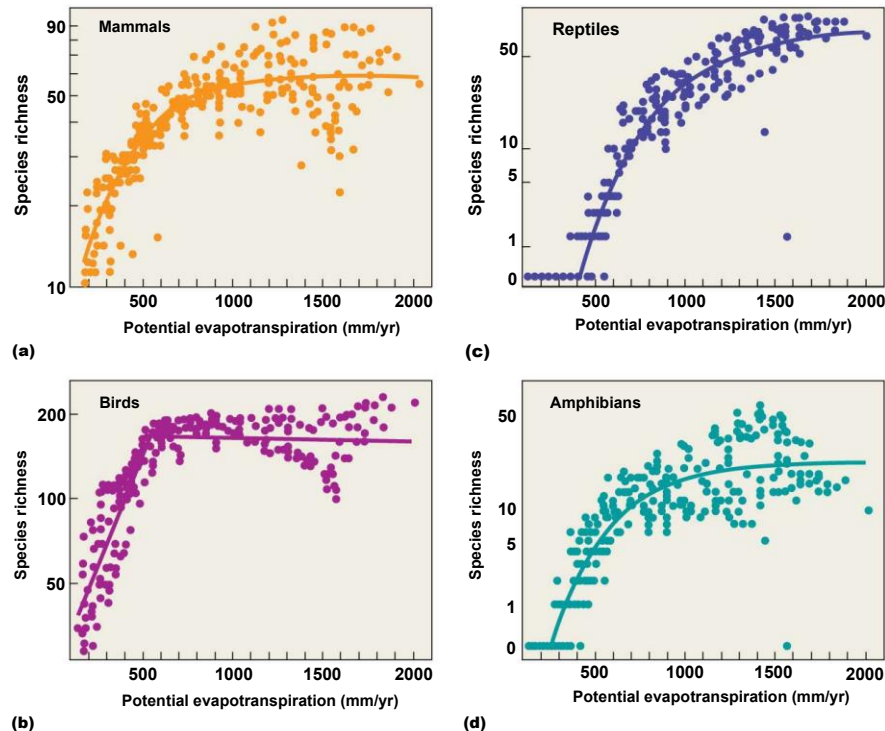 Mammals
90
50
10
Species richness
500 1000 1500 2000
Potential evapotranspiration (mm/yr)
(a)
Reptiles
50
10
5
1
0
Species richness
500 1000 1500 2000
Potential evapotranspiration (mm/yr)
(c)
Birds
200
100
50
Species richness
500 1000 1500 2000
Potential evapotranspiration (mm/yr)
(b)
Amphibians
50
10
5
1
0
Species richness
500 1000 1500 2000
Potential evapotranspiration (mm/yr)
(d)